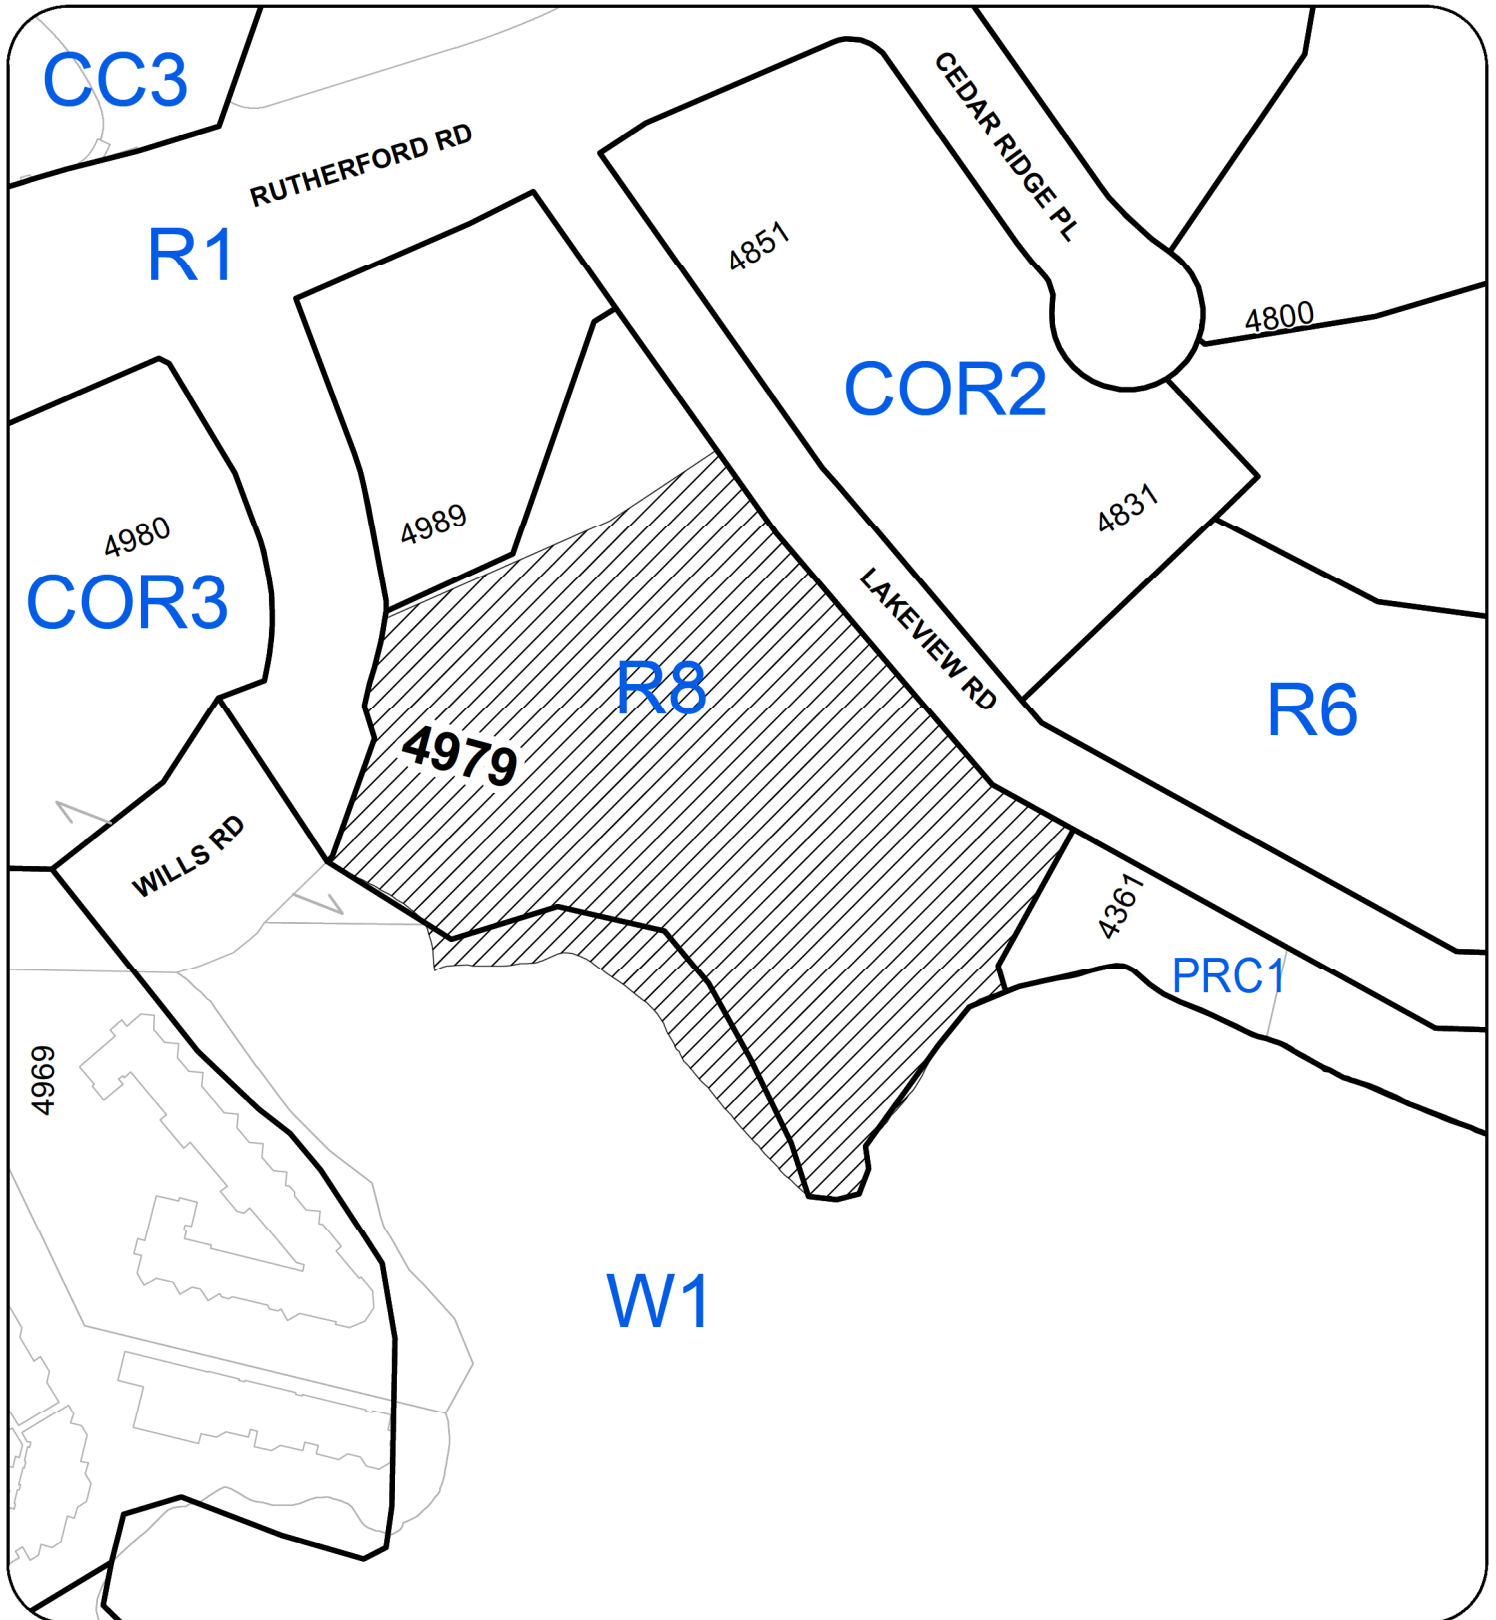 CC3
CEDAR RIDGE PL
RUTHERFORD RD
4851
R1
4800
COR2
4989
4980
4831
COR3
LAKEVIEW RD
R8
R6
4979
WILLS RD
4361
PRC1
4969
W1